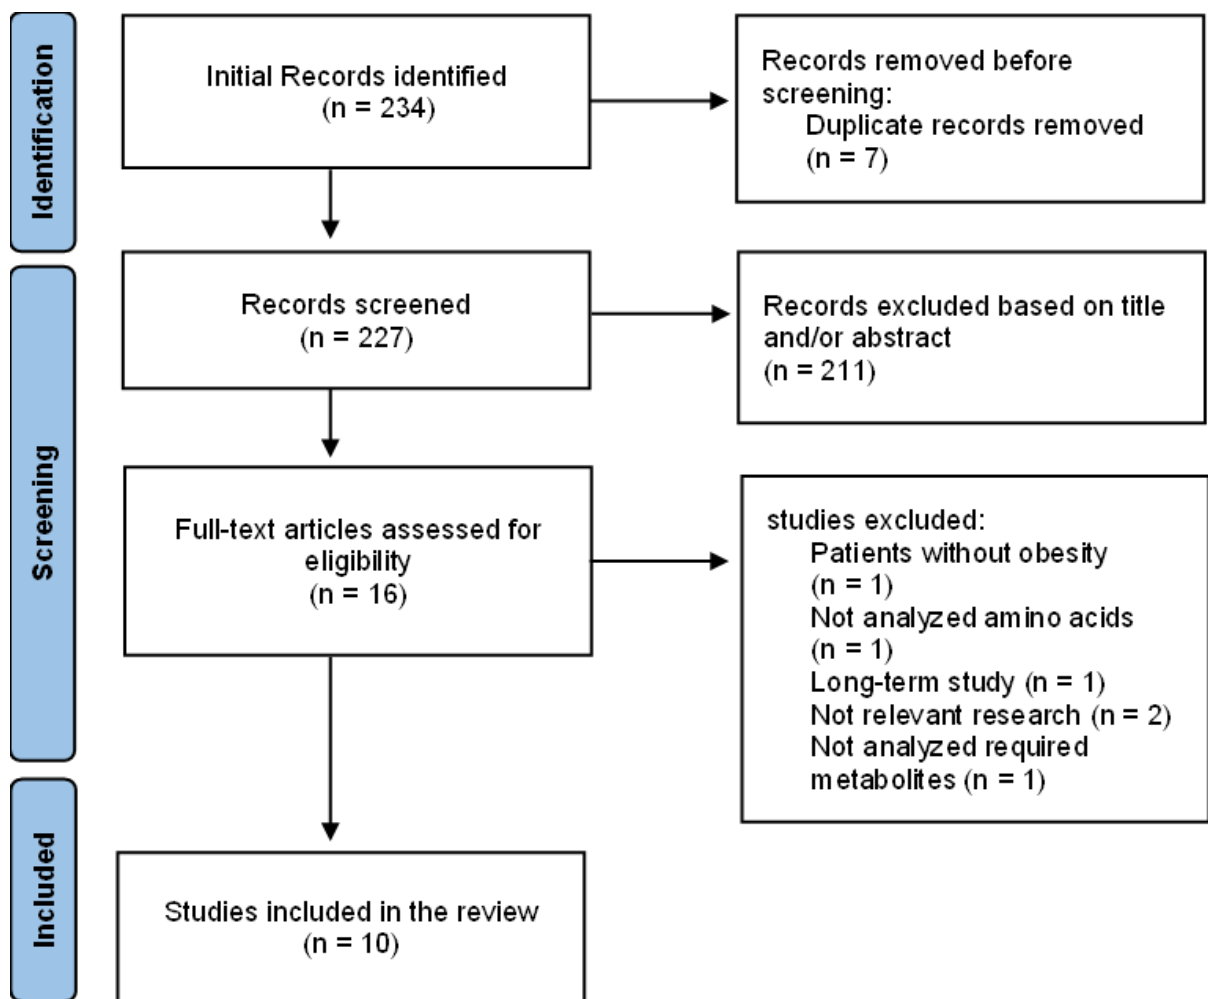 Identification
Initial Records identified
(n = 234)
Records removed before
screening:
Duplicate records removed
(n = 7)
Screening
Records screened
(n = 227)
Records excluded based on title
and/or abstract
(n = 211)
Full-text articles assessed for
eligibility
(n = 16)
studies excluded:
Patients without obesity
(n = 1)
Not analyzed amino acids
(n = 1)
Long-term study (n = 1)
Not relevant research (n = 2)
Not analyzed required
metabolites (n = 1)
Included
Studies included in the review
(n = 10)